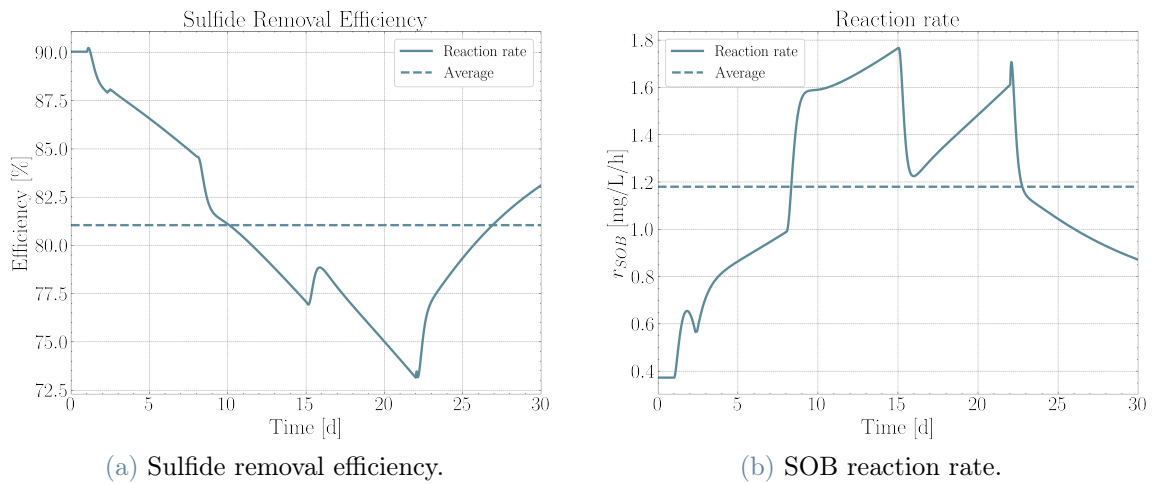 Sulfide Removal Efficiency
Efficiency [%]
90.0
87.5
85.0
82.5
80.0
77.5
75.0
72.5
Reaction rate
Average
0 5 10 15 20 25 30
Time [d]
(a) Sulfide removal efficiency.
Reaction rate
r_SOB [mg/L/h]
1.8
1.6
1.4
1.2
1.0
0.8
0.6
0.4
Reaction rate
Average
0 5 10 15 20 25 30
Time [d]
(b) SOB reaction rate.